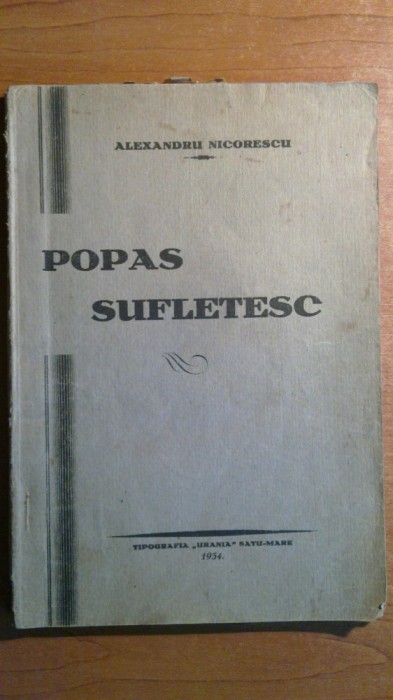 ALEXANDRU NICORESCU
POPAS
SUFLETESC
TIPOGRAFIA „URANIA“ SATU-MARE
1934.